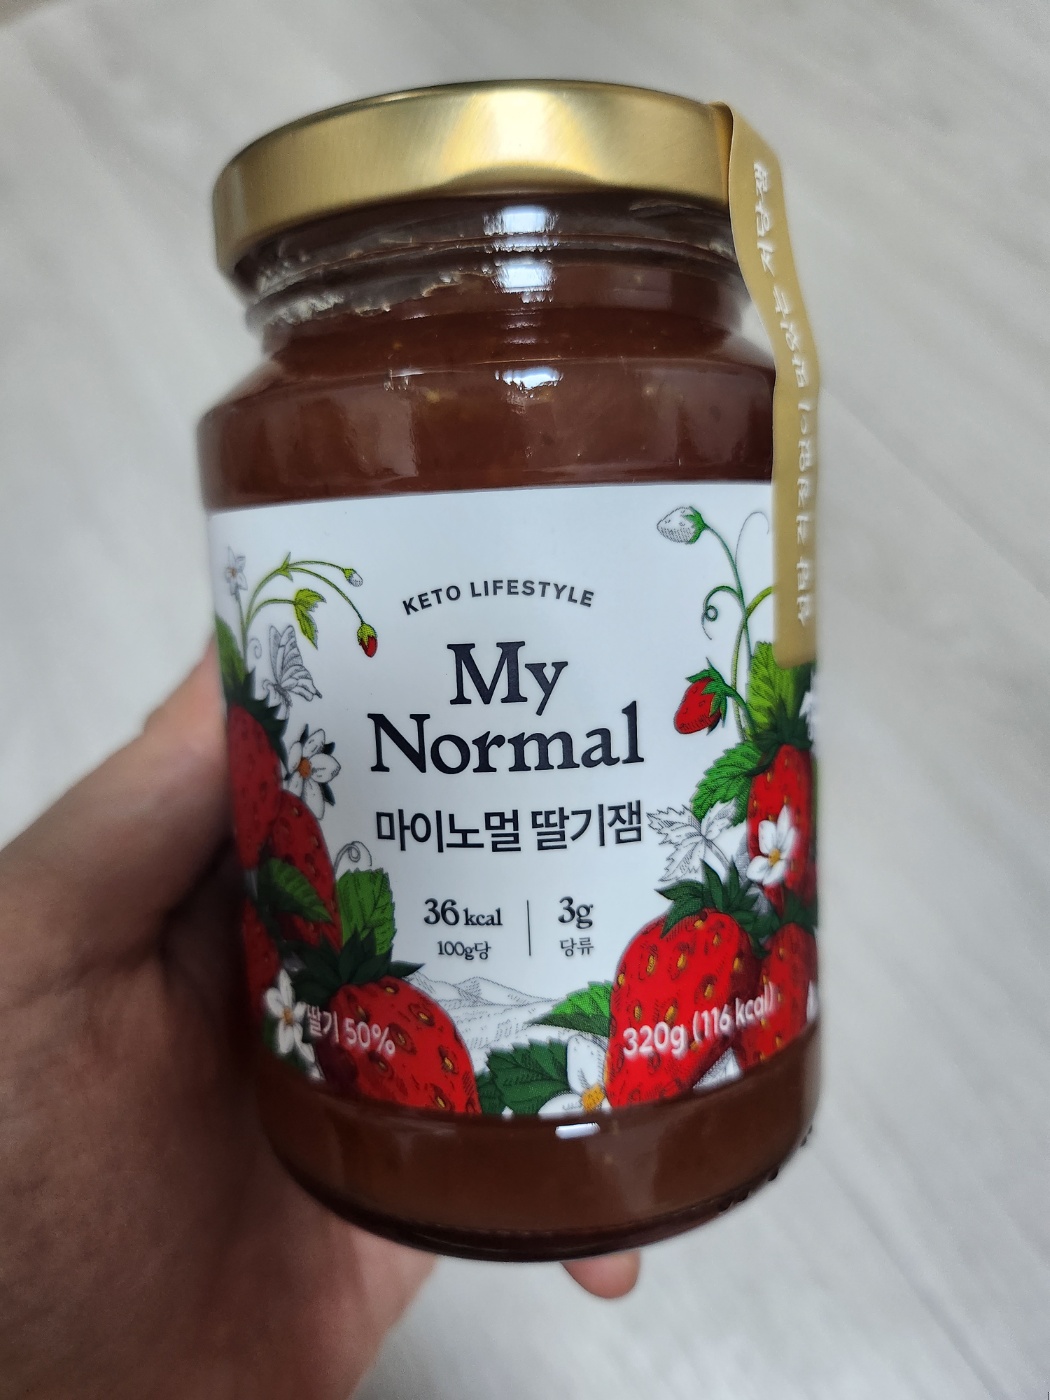 KETO LIFESTYLE
My
Normal
마이노멀 딸기잼
36 kcal
100g당
3g
당류
딸기 50%
320g (116 kcal)